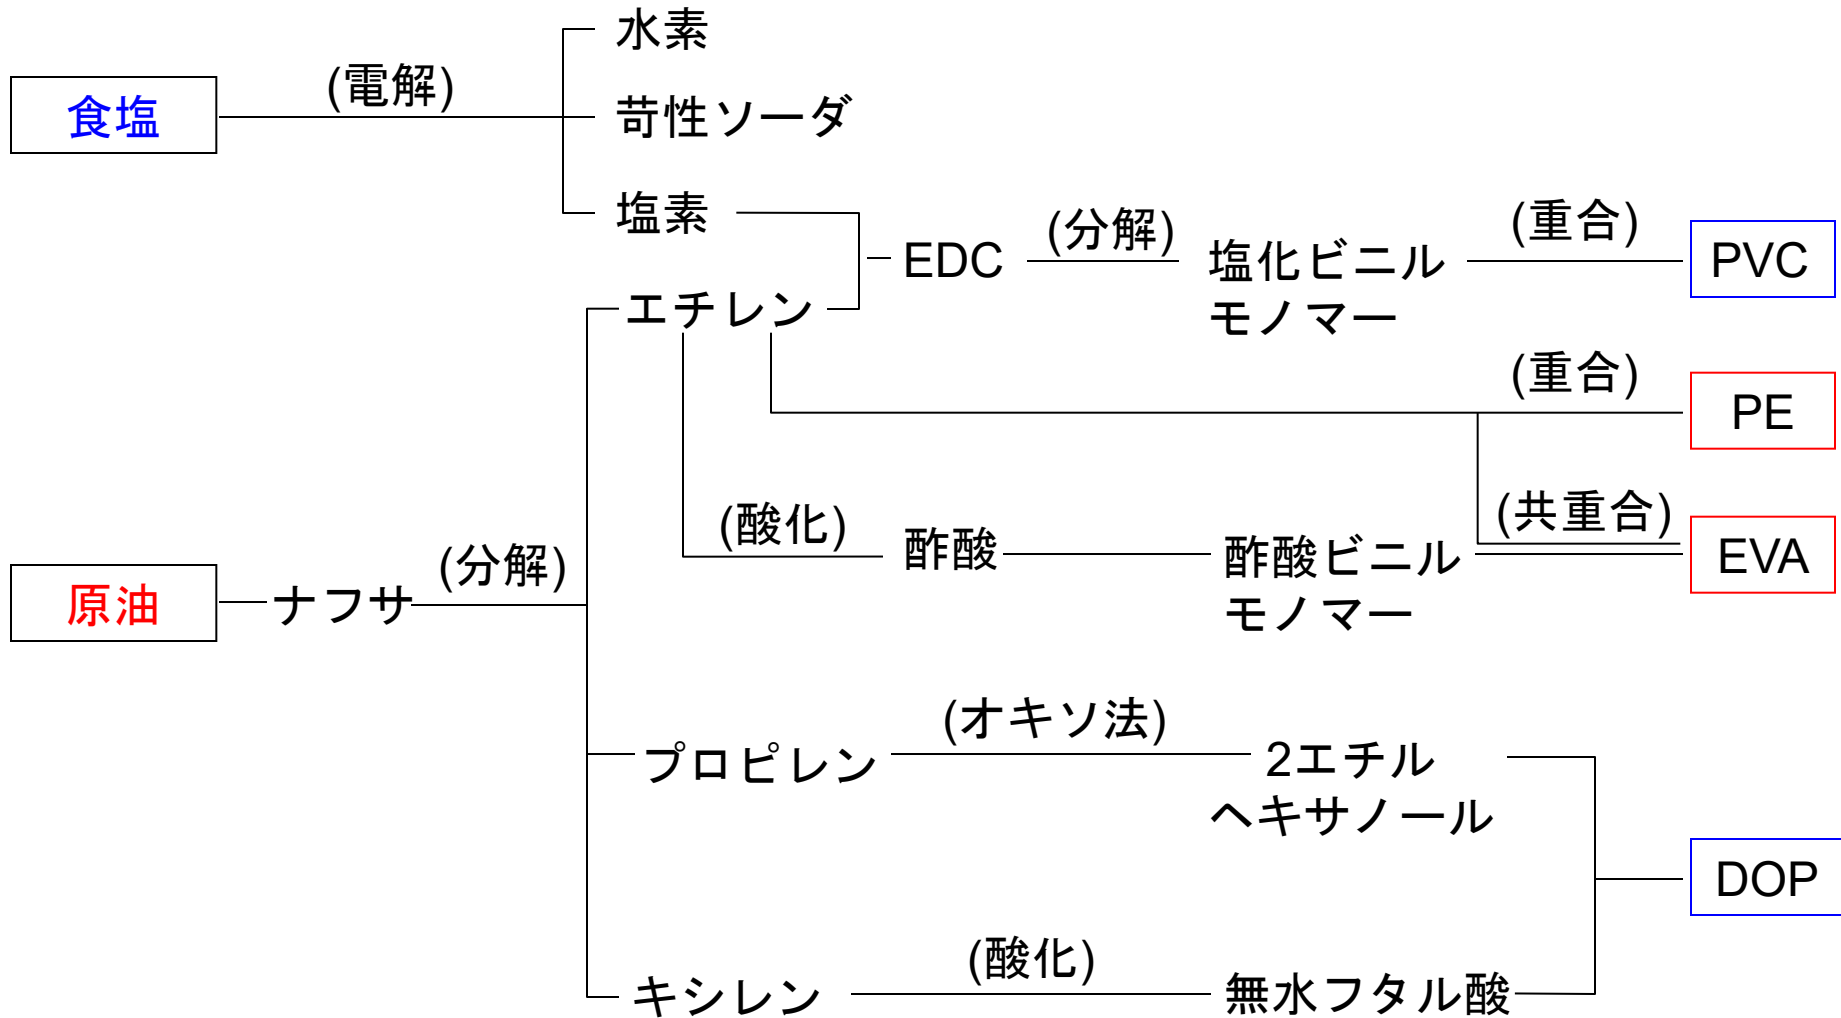 水素
(電解)
食塩
苛性ソーダ
塩素
(分解)
(重合)
EDC
塩化ビニル
モノマー
PVC
エチレン
(重合)
PE
(酸化)
酢酸
酢酸ビニル
モノマー
(共重合)
EVA
(分解)
原油
ナフサ
(オキソ法)
プロピレン
2エチル
ヘキサノール
DOP
(酸化)
キシレン
無水フタル酸